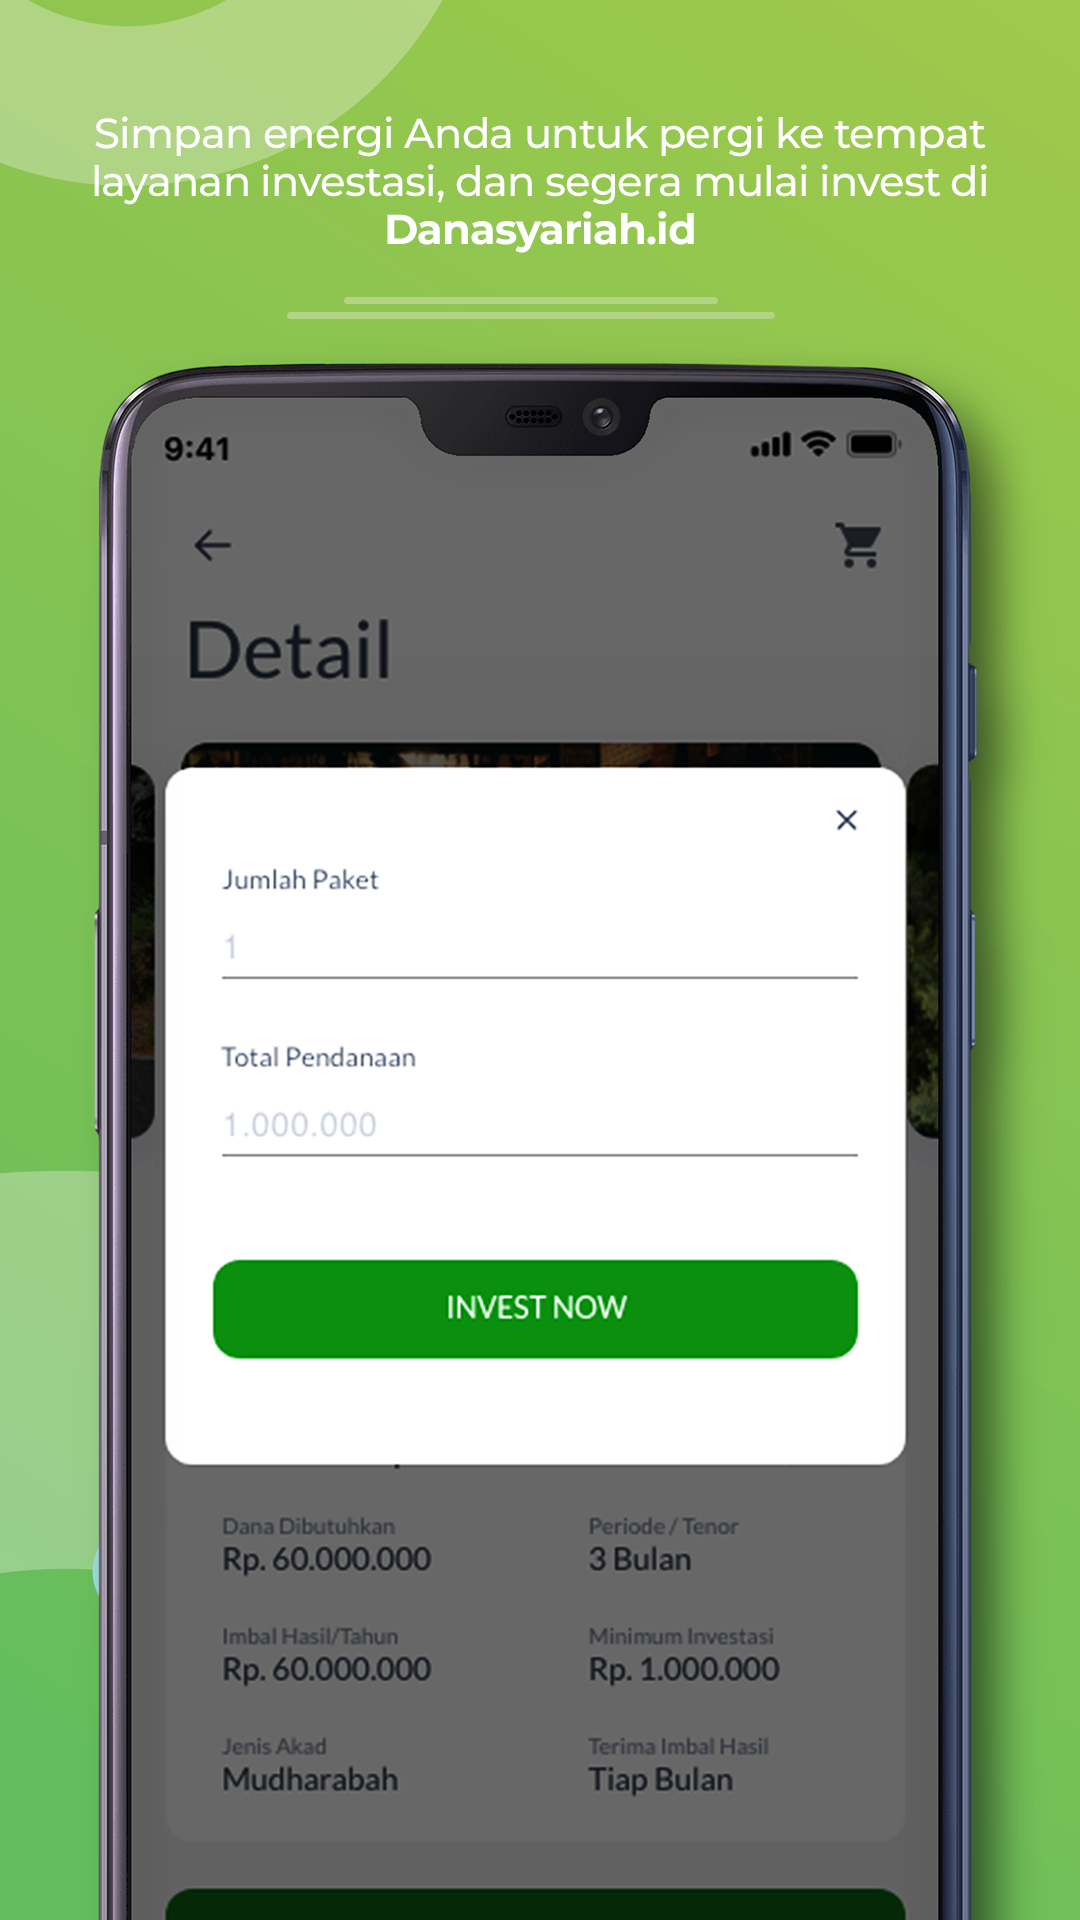 Simpan energi Anda untuk pergi ke tempat
layanan investasi, dan segera mulai invest di
Danasyariah.id
9:41
Detail
Jumlah Paket
1
Total Pendanaan
1.000.000
INVEST NOW
Dana Dibutuhkan
Rp. 60.000.000
Periode / Tenor
3 Bulan
Imbal Hasil/Tahun
Rp. 60.000.000
Minimum Investasi
Rp. 1.000.000
Jenis Akad
Mudharabah
Terima Imbal Hasil
Tiap Bulan